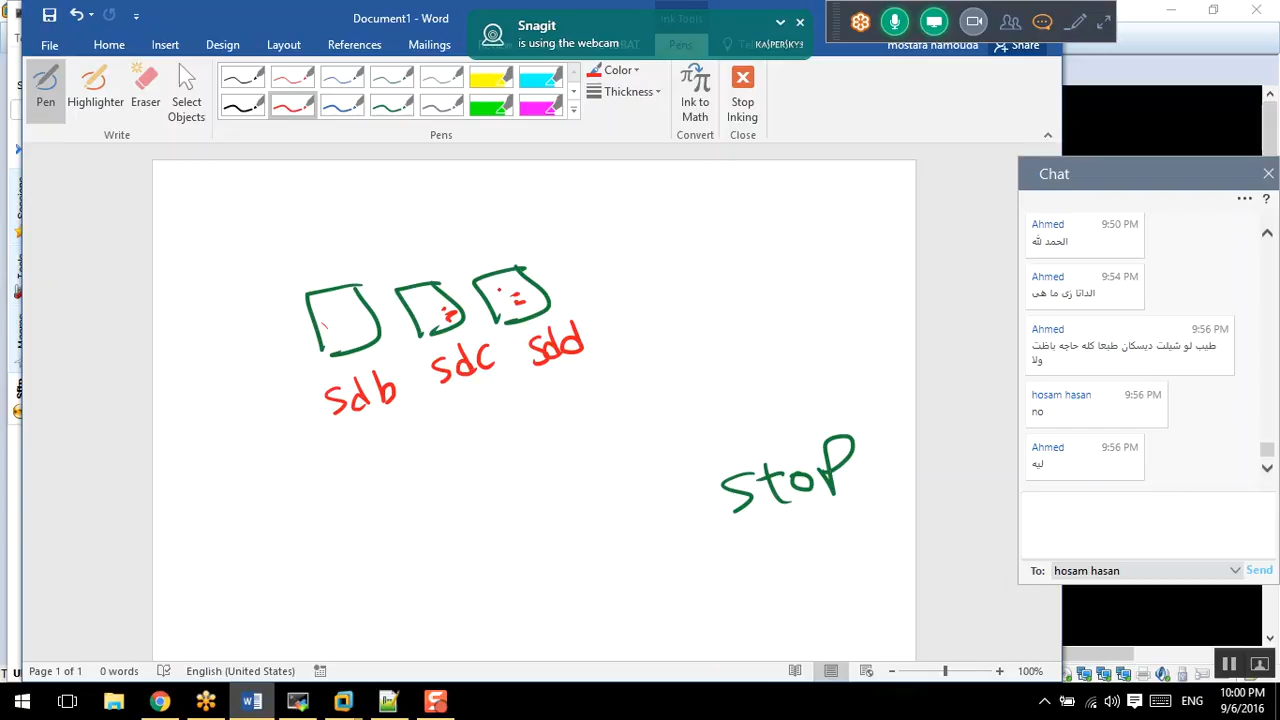 Document1 - Word
Ink Tools
Snagit
is using the webcam
KASPERSKY
File
Home
Insert
Design
Layout
References
Mailings
Pens
mostafa hamouda
Share
Pen
Highlighter
Eraser
Select
Objects
Color
Thickness
Ink to
Math
Stop
Inking
Write
Pens
Convert
Close
Chat
Ahmed 9:50 PM
الحمد لله
Ahmed 9:54 PM
الداتا زى ما هى
Ahmed 9:56 PM
طيب لو شيلت ديسكان طبعا كله حاجه باظت
ولا
hosam hasan 9:56 PM
no
Ahmed 9:56 PM
ليه
To: hosam hasan
Send
sdb
sdc
sdd
stop
Page 1 of 1
0 words
English (United States)
100%
ENG
10:00 PM
9/6/2016